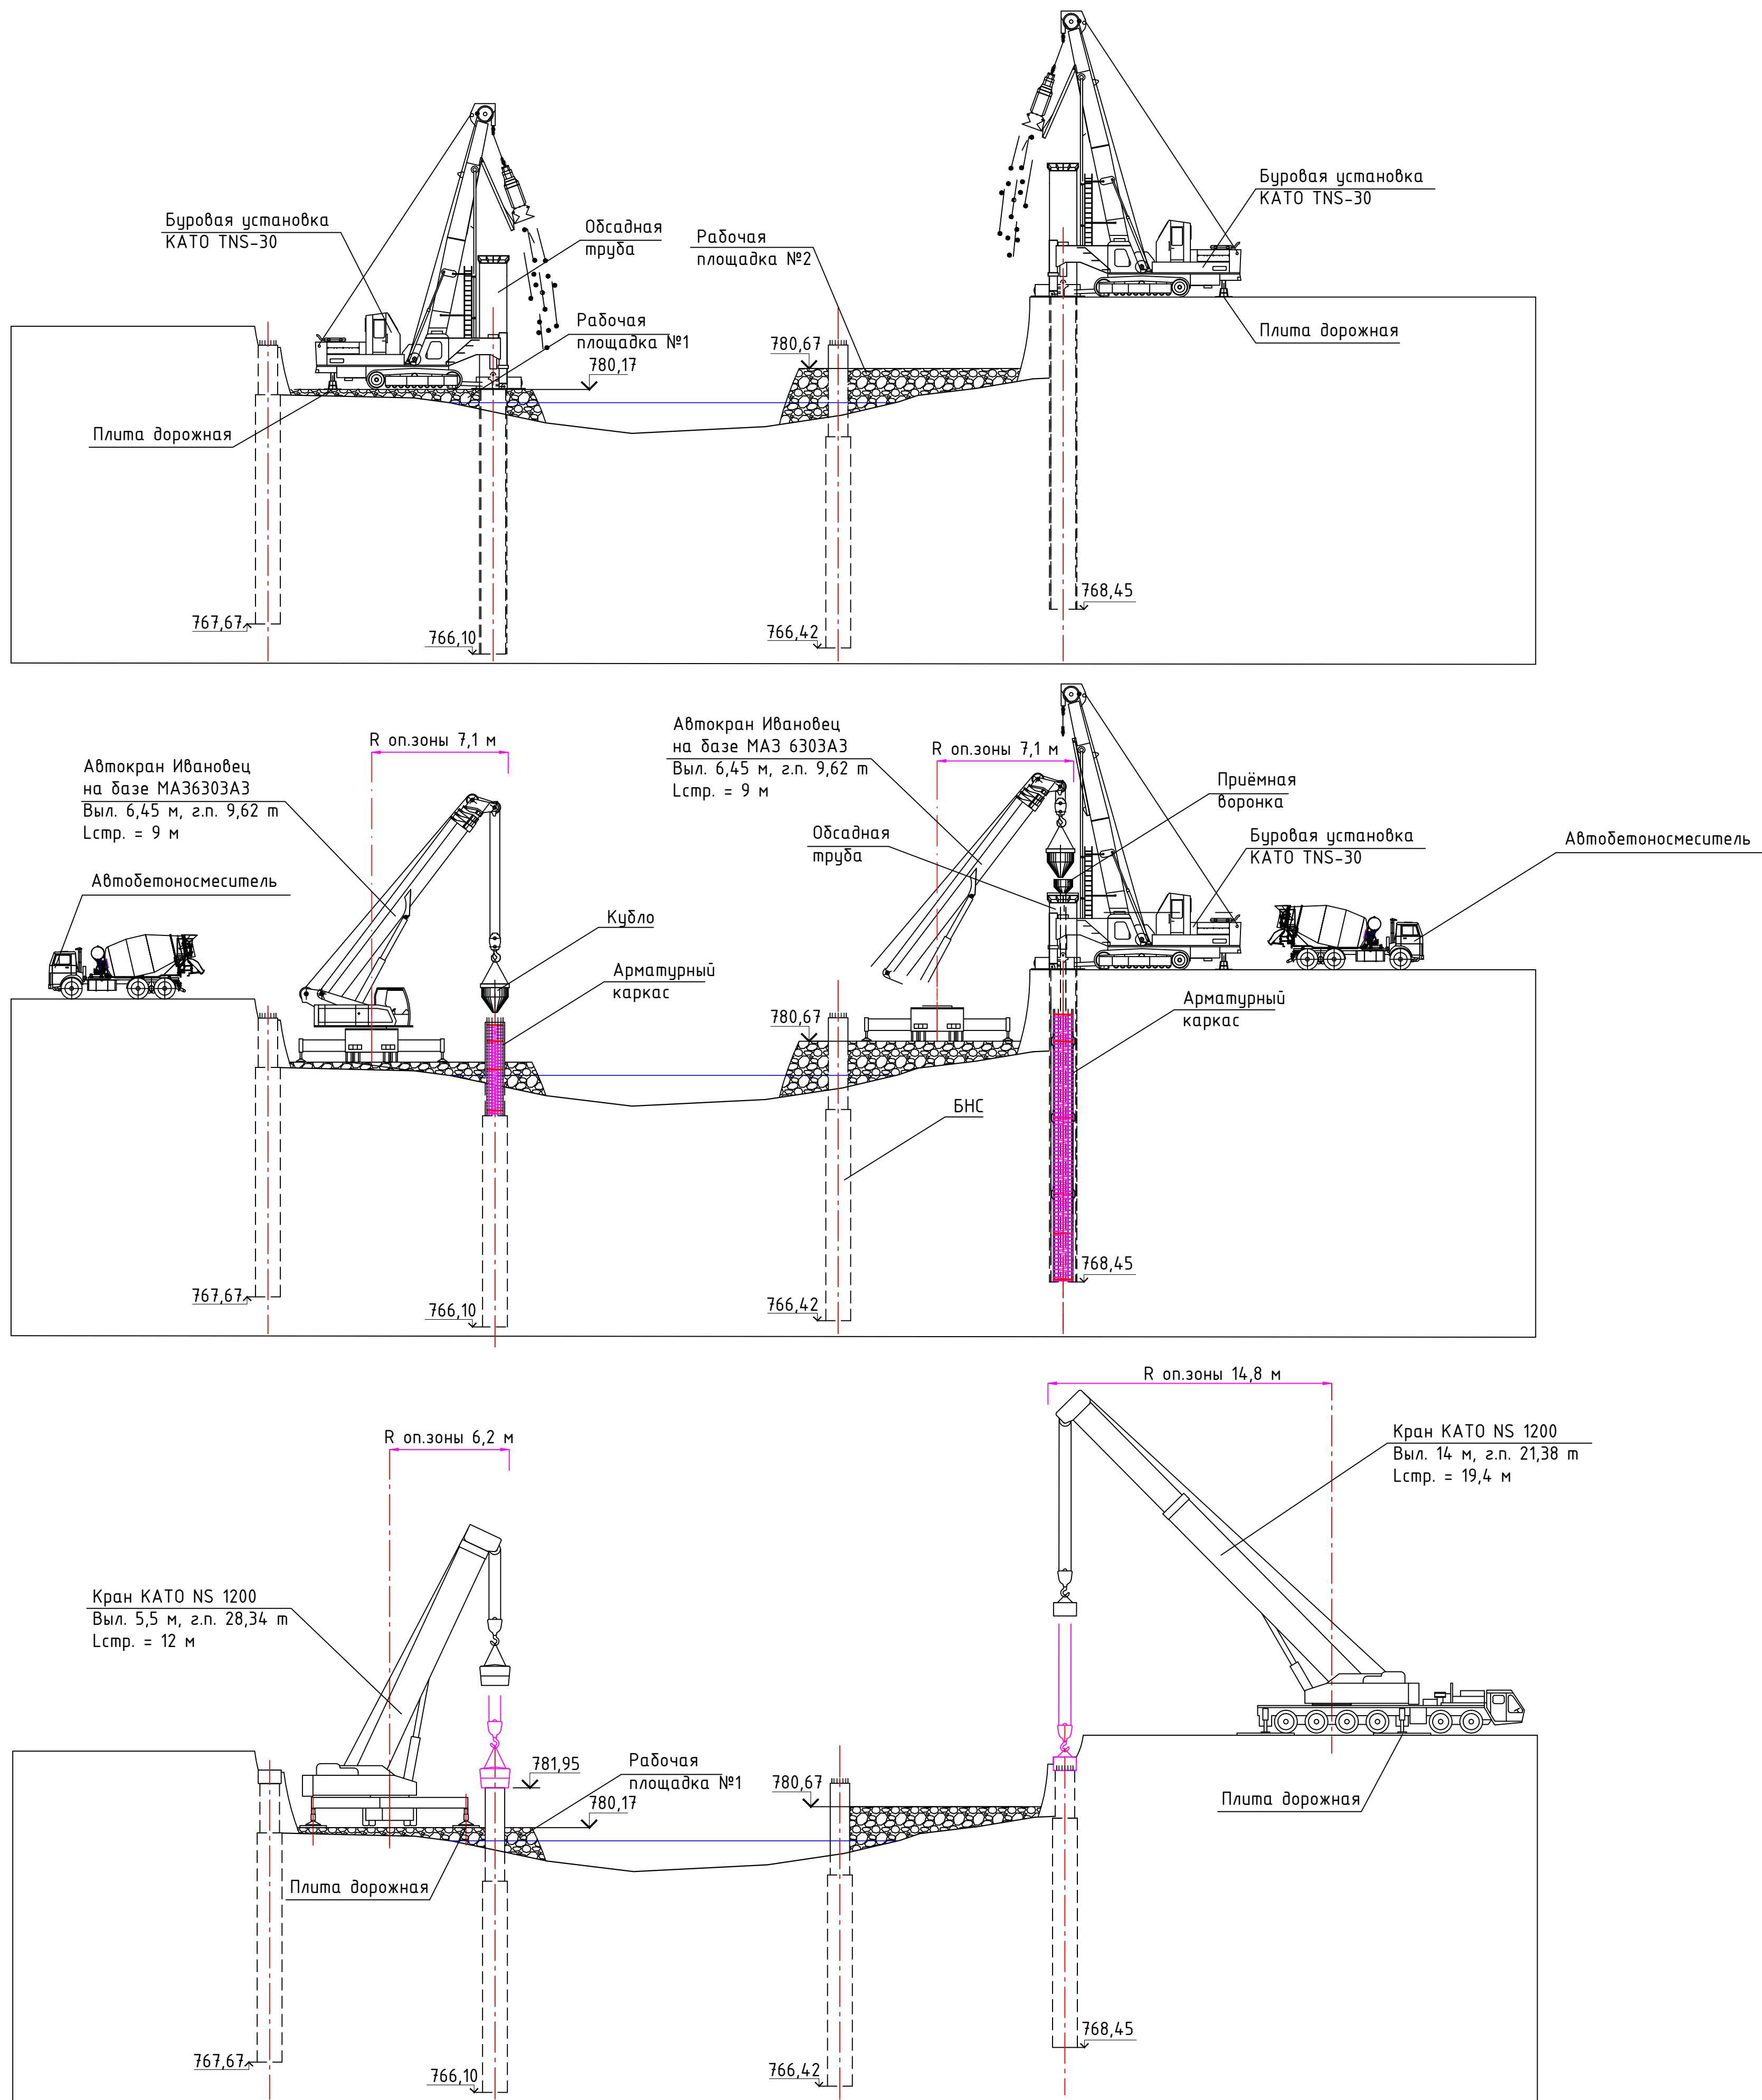 Буровая установка
КАТО TNS-30
Обсадная
труба
Рабочая
площадка №2
Буровая установка
КАТО TNS-30
Рабочая
площадка №1
780,17
780,67
Плита дорожная
Плита дорожная
767,67
766,10
766,42
768,45
Автокран Ивановец
на базе МАЗ6303А3
Выл. 6,45 м, г.п. 9,62 т
Lстр. = 9 м
R оп.зоны 7,1 м
Автокран Ивановец
на базе МАЗ 6303А3
Выл. 6,45 м, г.п. 9,62 т
Lстр. = 9 м
R оп.зоны 7,1 м
Приёмная
воронка
Обсадная
труба
Буровая установка
КАТО TNS-30
Автобетоносмеситель
Автобетоносмеситель
Кубло
Арматурный
каркас
Арматурный
каркас
780,67
БНС
767,67
766,10
766,42
768,45
R оп.зоны 14,8 м
R оп.зоны 6,2 м
Кран КАТО NS 1200
Выл. 14 м, г.п. 21,38 т
Lстр. = 19,4 м
Кран КАТО NS 1200
Выл. 5,5 м, г.п. 28,34 т
Lстр. = 12 м
781,95
Рабочая
площадка №1
780,17
780,67
Плита дорожная
Плита дорожная
767,67
766,10
766,42
768,45